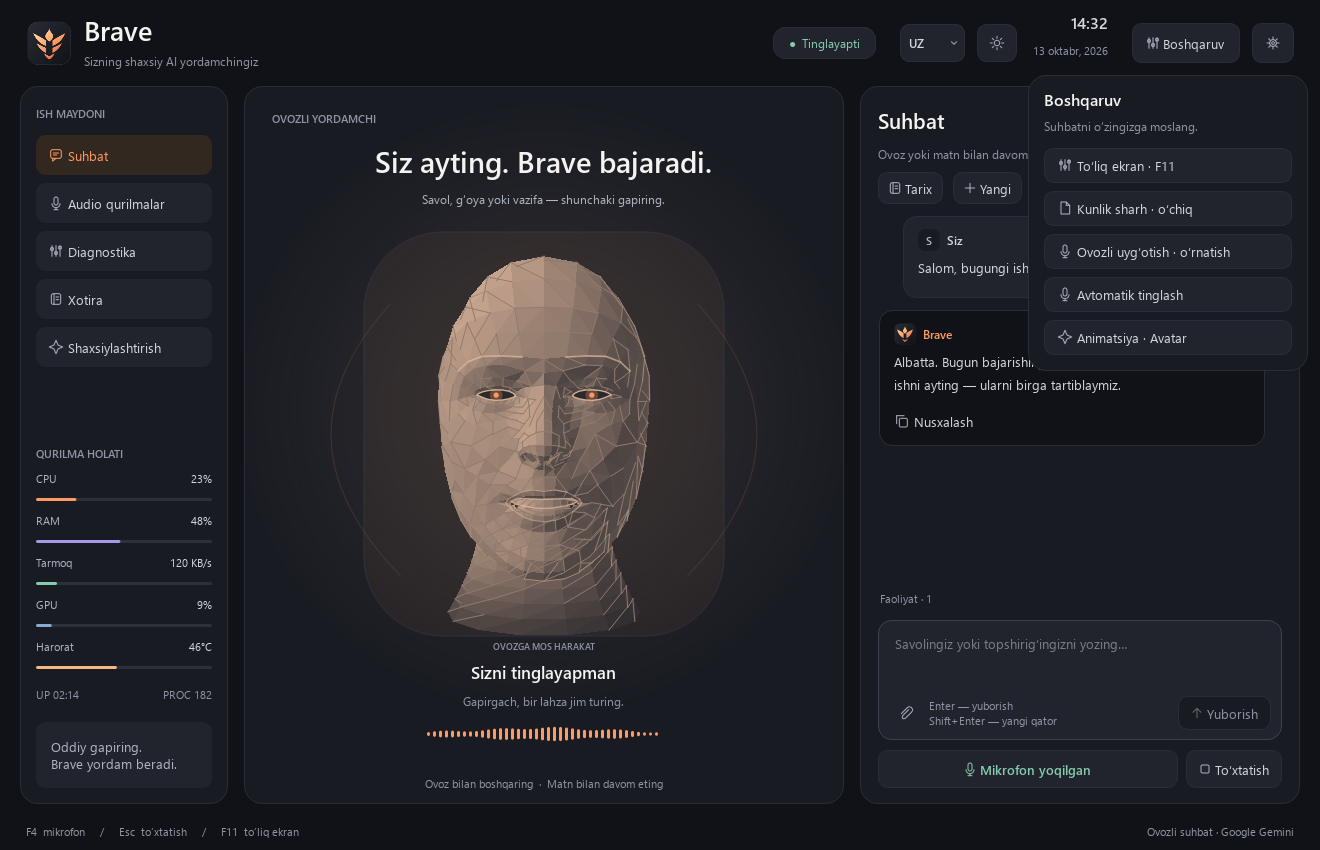 Brave
Sizning shaxsiy AI yordamchingiz
Tinglayapti
UZ
14:32
13 oktabr, 2026
Boshqaruv
ISH MAYDONI
Suhbat
Audio qurilmalar
Diagnostika
Xotira
Shaxsiylashtirish
QURILMA HOLATI
CPU 23%
RAM 48%
Tarmoq 120 KB/s
GPU 9%
Harorat 46°C
UP 02:14 PROC 182
Oddiy gapiring.
Brave yordam beradi.
OVOZLI YORDAMCHI
Siz ayting. Brave bajaradi.
Savol, g‘oya yoki vazifa — shunchaki gapiring.
OVOZGA MOS HARAKAT
Sizni tinglayapman
Gapirgach, bir lahza jim turing.
Ovoz bilan boshqaring · Matn bilan davom eting
Suhbat
Ovoz yoki matn bilan davom
Tarix
Yangi
S Siz
Salom, bugungi ish
Brave
Albatta. Bugun bajarishi
ishni ayting — ularni birga tartiblaymiz.
Nusxalash
Boshqaruv
Suhbatni o‘zingizga moslang.
To‘liq ekran · F11
Kunlik sharh · o‘chiq
Ovozli uyg‘otish · o‘rnatish
Avtomatik tinglash
Animatsiya · Avatar
Faoliyat · 1
Savolingiz yoki topshirig‘ingizni yozing...
Enter — yuborish
Shift+Enter — yangi qator
Yuborish
Mikrofon yoqilgan
To‘xtatish
F4 mikrofon / Esc to‘xtatish / F11 to‘liq ekran
Ovozli suhbat · Google Gemini